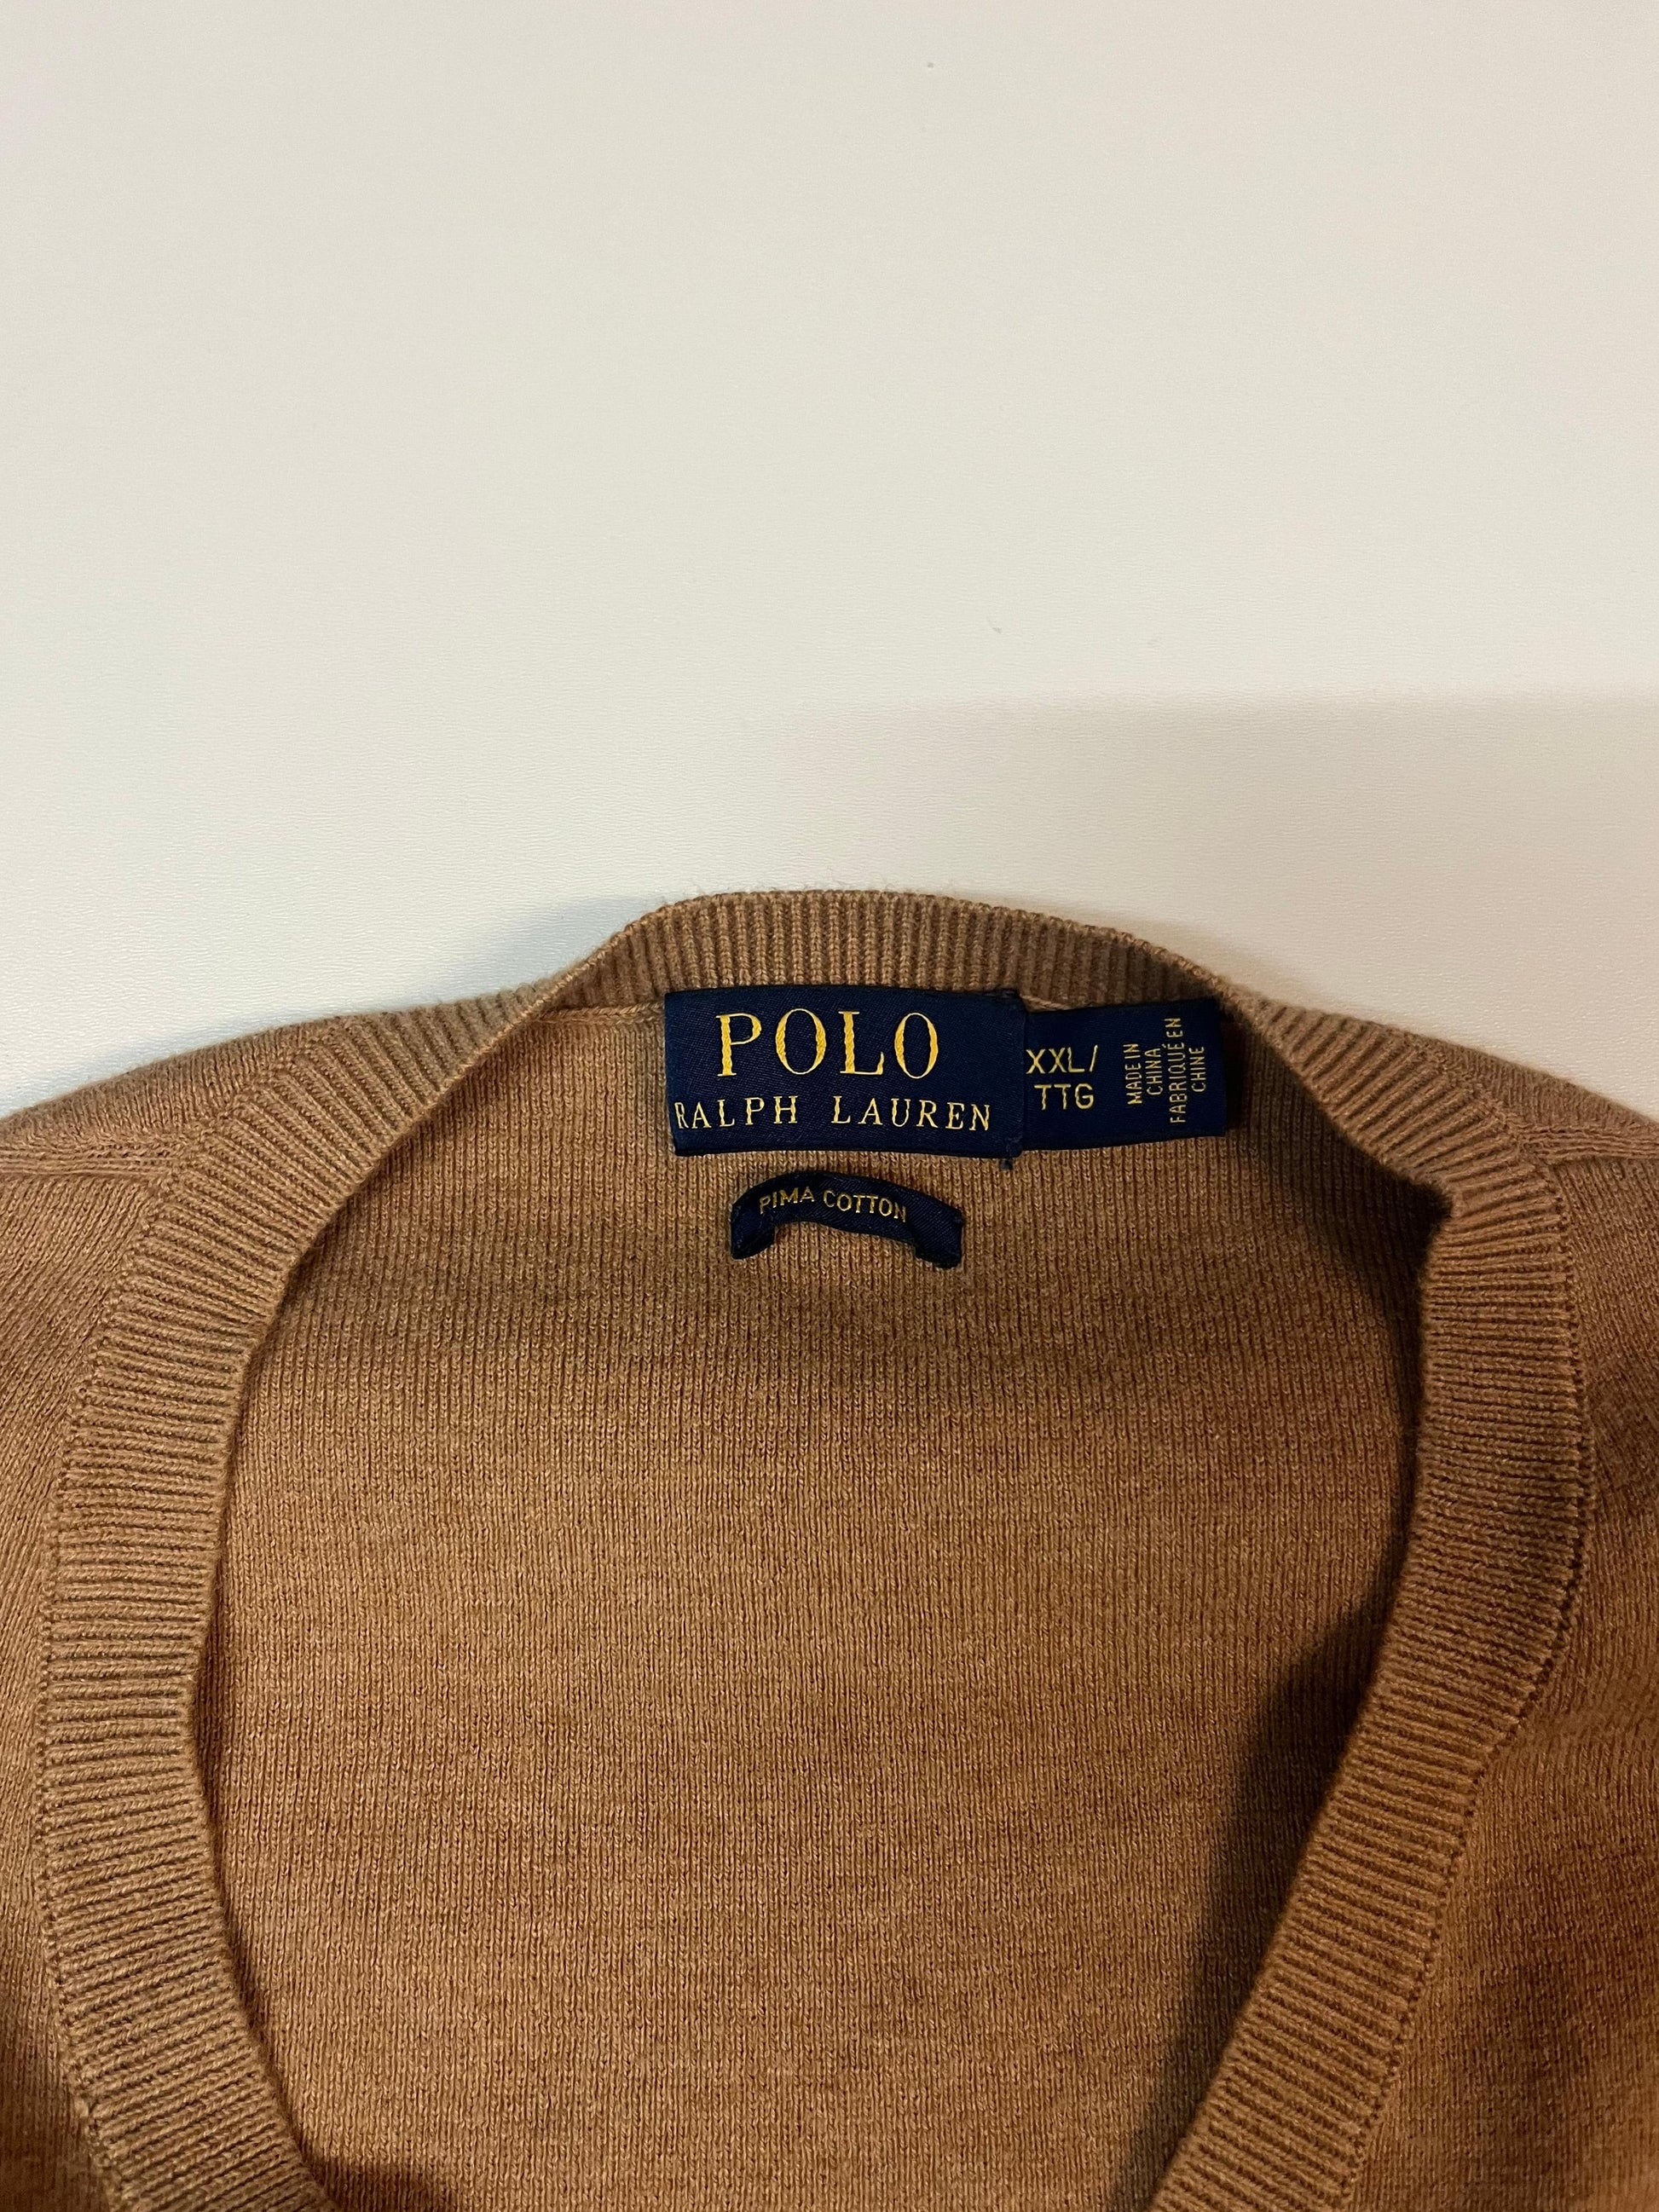 POLO
RALPH LAUREN
XXL/
TTG
MADE IN
CHINA
FABRIQUÉ EN
CHINE
PIMA COTTON